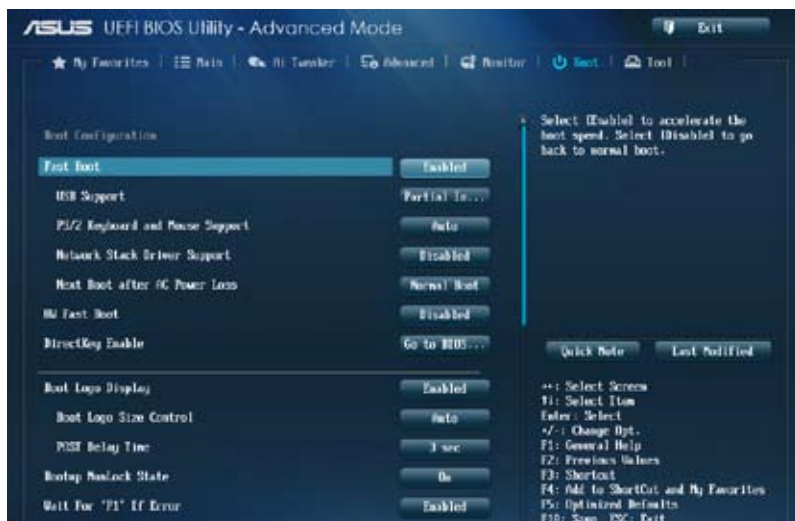 ASUS UEFI BIOS Utility - Advanced Mode
Exit
My Favorites
Main
Ai Tweaker
Advanced
Monitor
Boot
Tool
Boot Configuration
Fast Boot Enabled
USB Support Partial In...
PS/2 Keyboard and Mouse Support Auto
Network Stack Driver Support Disabled
Next Boot after AC Power Loss Normal Boot
HW Fast Boot Disabled
DirectKey Enable Go to BIOS...
Boot Logo Display Enabled
Boot Logo Size Control Auto
POST Delay Time 3 sec
Bootup NumLock State On
Wait For "F1" If Error Enabled
Select [Enable] to accelerate the
boot speed. Select [Disable] to go
back to normal boot.
Quick Note
Last Modified
→←: Select Screen
↑↓: Select Item
Enter: Select
+/-: Change Opt.
F1: General Help
F2: Previous Values
F3: Shortcut
F4: Add to ShortCut and My Favorites
F5: Optimized Defaults
F10: Save ESC: Exit